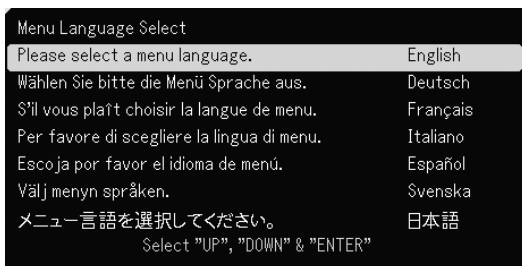 Menu Language Select
Please select a menu language. English
Wählen Sie bitte die Menü Sprache aus. Deutsch
S'il vous plaît choisir la langue de menu. Français
Per favore di scegliere la lingua di menu. Italiano
Escoja por favor el idioma de menú. Español
Välj menyn språken. Svenska
メニュー言語を選択してください。 日本語
Select "UP", "DOWN" & "ENTER"